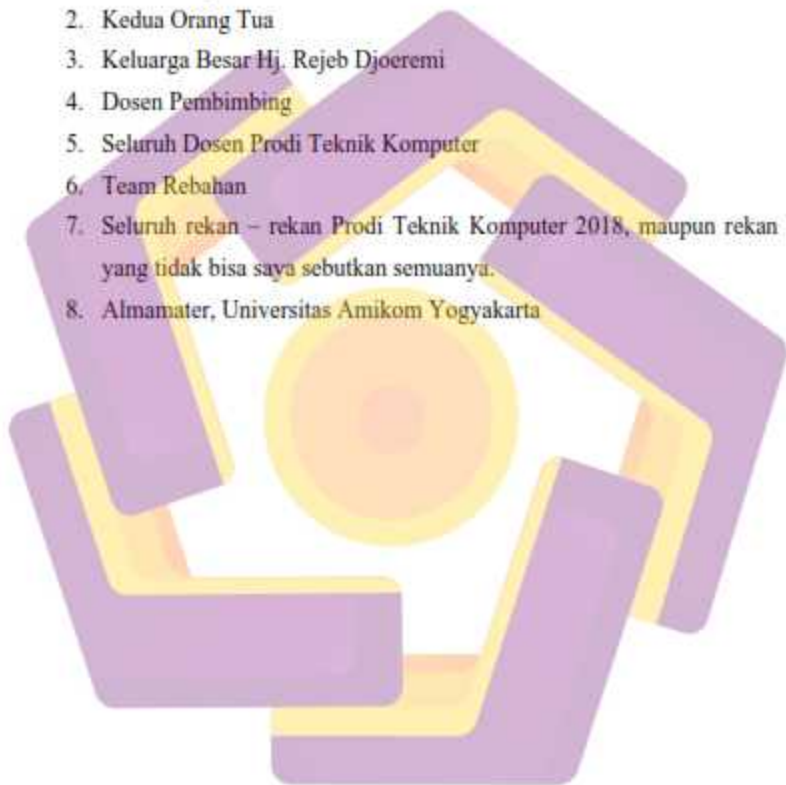 2. Kedua Orang Tua
3. Keluarga Besar Hj. Rejeb Djoeremi
4. Dosen Pembimbing
5. Seluruh Dosen Prodi Teknik Komputer
6. Team Rebahan
7. Seluruh rekan – rekan Prodi Teknik Komputer 2018, maupun rekan
yang tidak bisa saya sebutkan semuanya.
8. Almamater, Universitas Amikom Yogyakarta